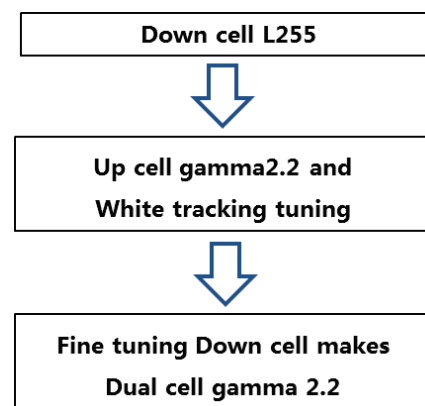 Down cell L255
Up cell gamma2.2 and
White tracking tuning
Fine tuning Down cell makes
Dual cell gamma 2.2